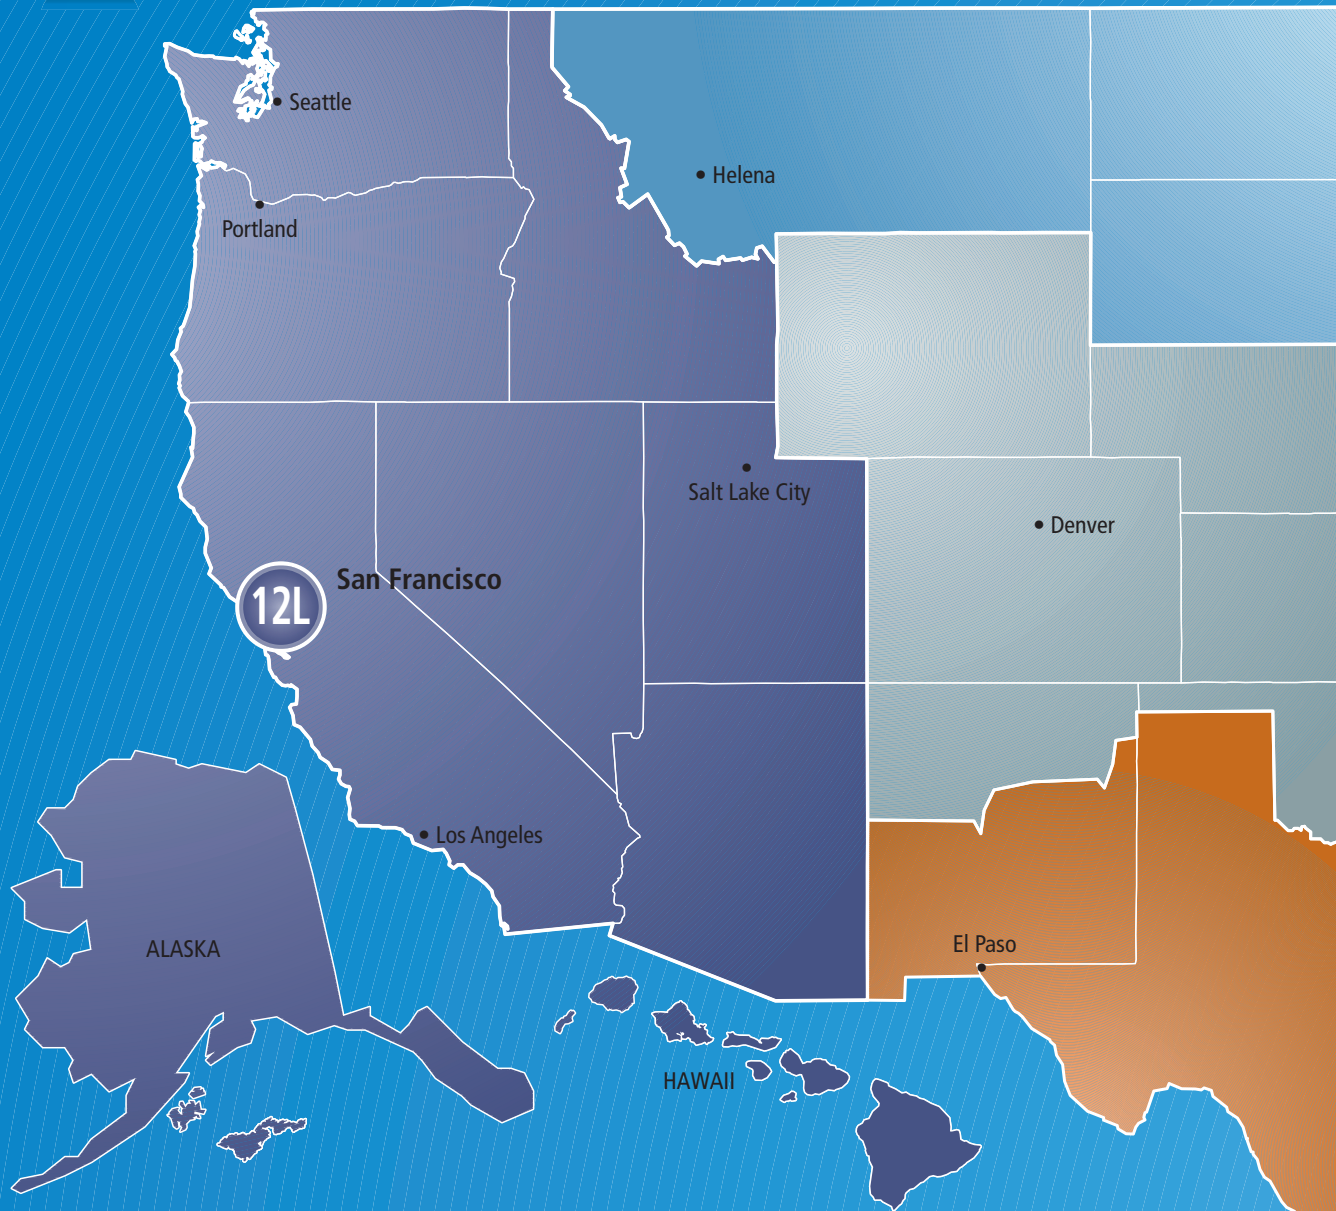 Seattle
Helena
Portland
Salt Lake City
Denver
San Francisco
12L
Los Angeles
El Paso
ALASKA
HAWAII